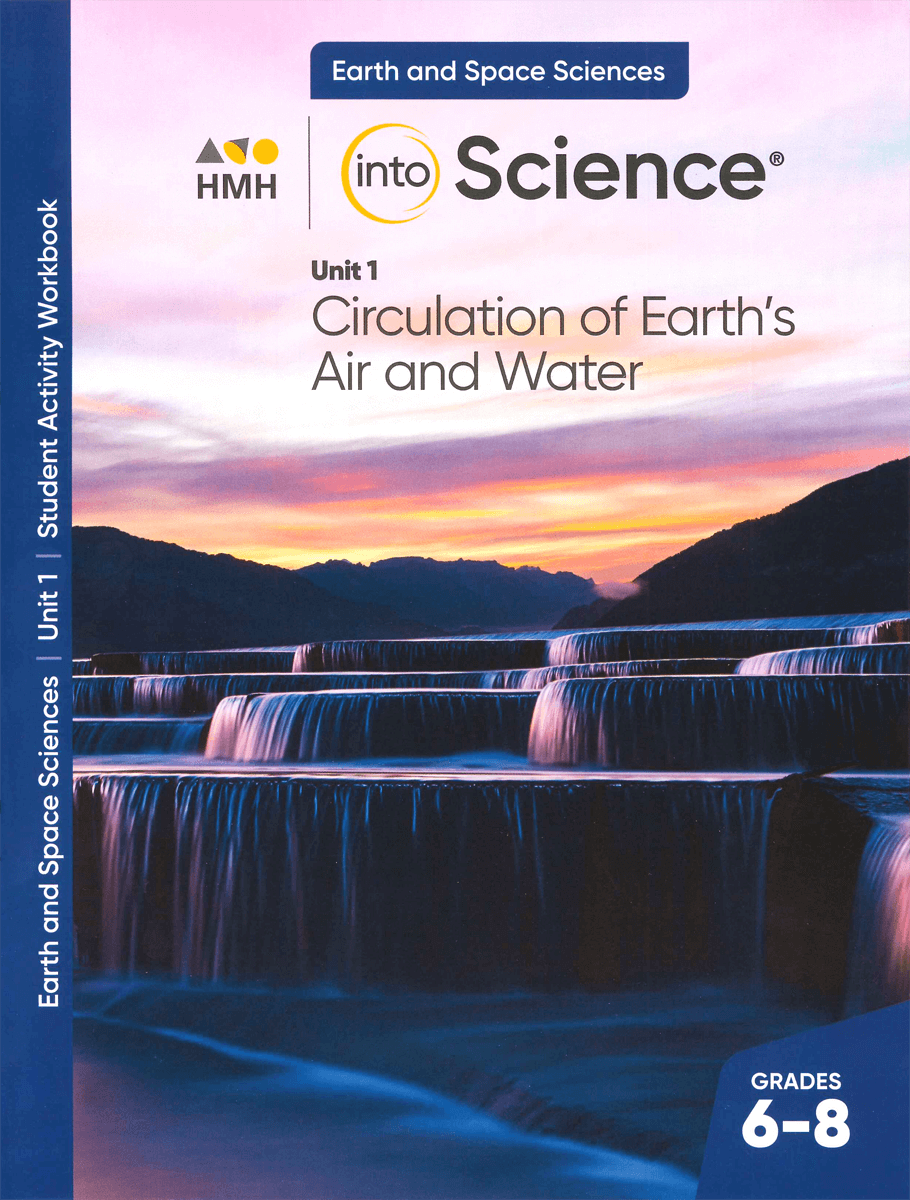 Earth and Space Sciences
HMH
into Science®
Unit 1
Circulation of Earth's
Air and Water
Earth and Space Sciences | Unit 1 | Student Activity Workbook
GRADES
6–8